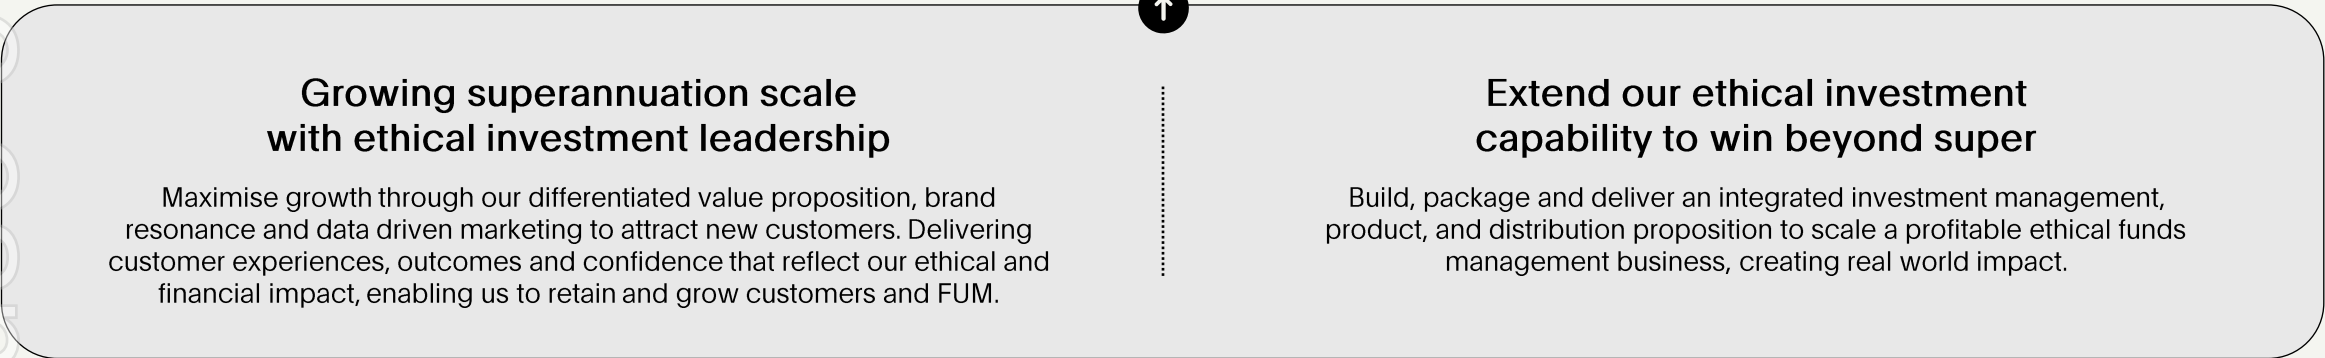 Growing superannuation scale
with ethical investment leadership
Maximise growth through our differentiated value proposition, brand
resonance and data driven marketing to attract new customers. Delivering
customer experiences, outcomes and confidence that reflect our ethical and
financial impact, enabling us to retain and grow customers and FUM.
Extend our ethical investment
capability to win beyond super
Build, package and deliver an integrated investment management,
product, and distribution proposition to scale a profitable ethical funds
management business, creating real world impact.